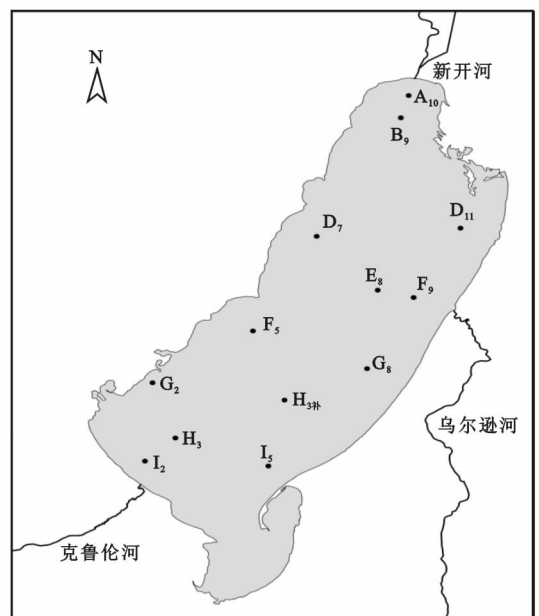 N
新开河
A₁₀
B₉
D₇
D₁₁
E₈
F₉
F₅
G₈
G₂
H₃补
乌尔逊河
H₃
I₂
I₅
克鲁伦河